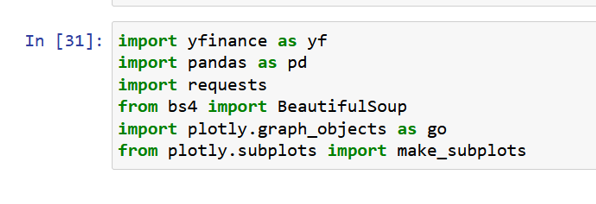 In [31]: import yfinance as yf
import pandas as pd
import requests
from bs4 import BeautifulSoup
import plotly.graph_objects as go
from plotly.subplots import make_subplots